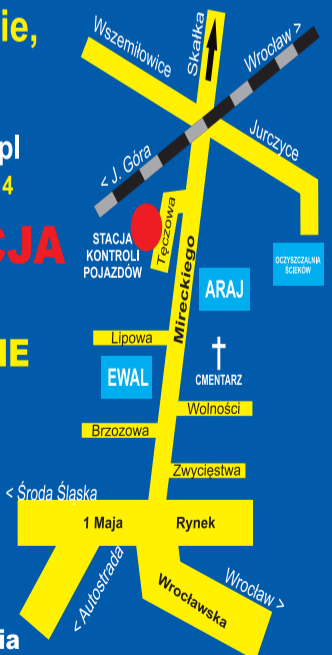 ie,
Skałka
Wrocław >
Wszemiłowice
Jurczyce
pl
4
< J. Góra
CJA
STACJA
KONTROLI
POJAZDÓW
Tęczowa
Mireckiego
OCZYSZCZALNIA
ŚCIEKÓW
ARAJ
IE
Lipowa
EWAL
CMENTARZ
Wolności
Brzozowa
Zwycięstwa
< Środa Śląska
1 Maja
Rynek
< Autostrada
Wrocławska
Wrocław >
ia